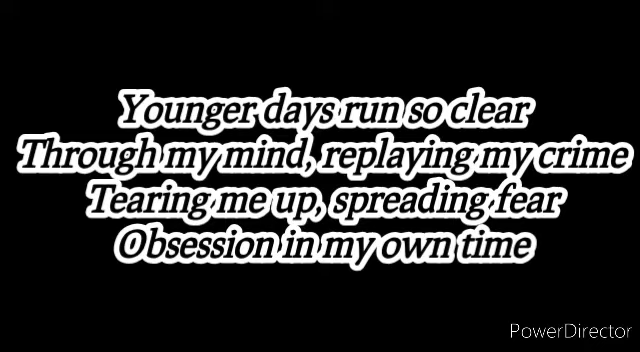 Younger days run so clear
Through my mind, replaying my crime
Tearing me up, spreading fear
Obsession in my own time
PowerDirector